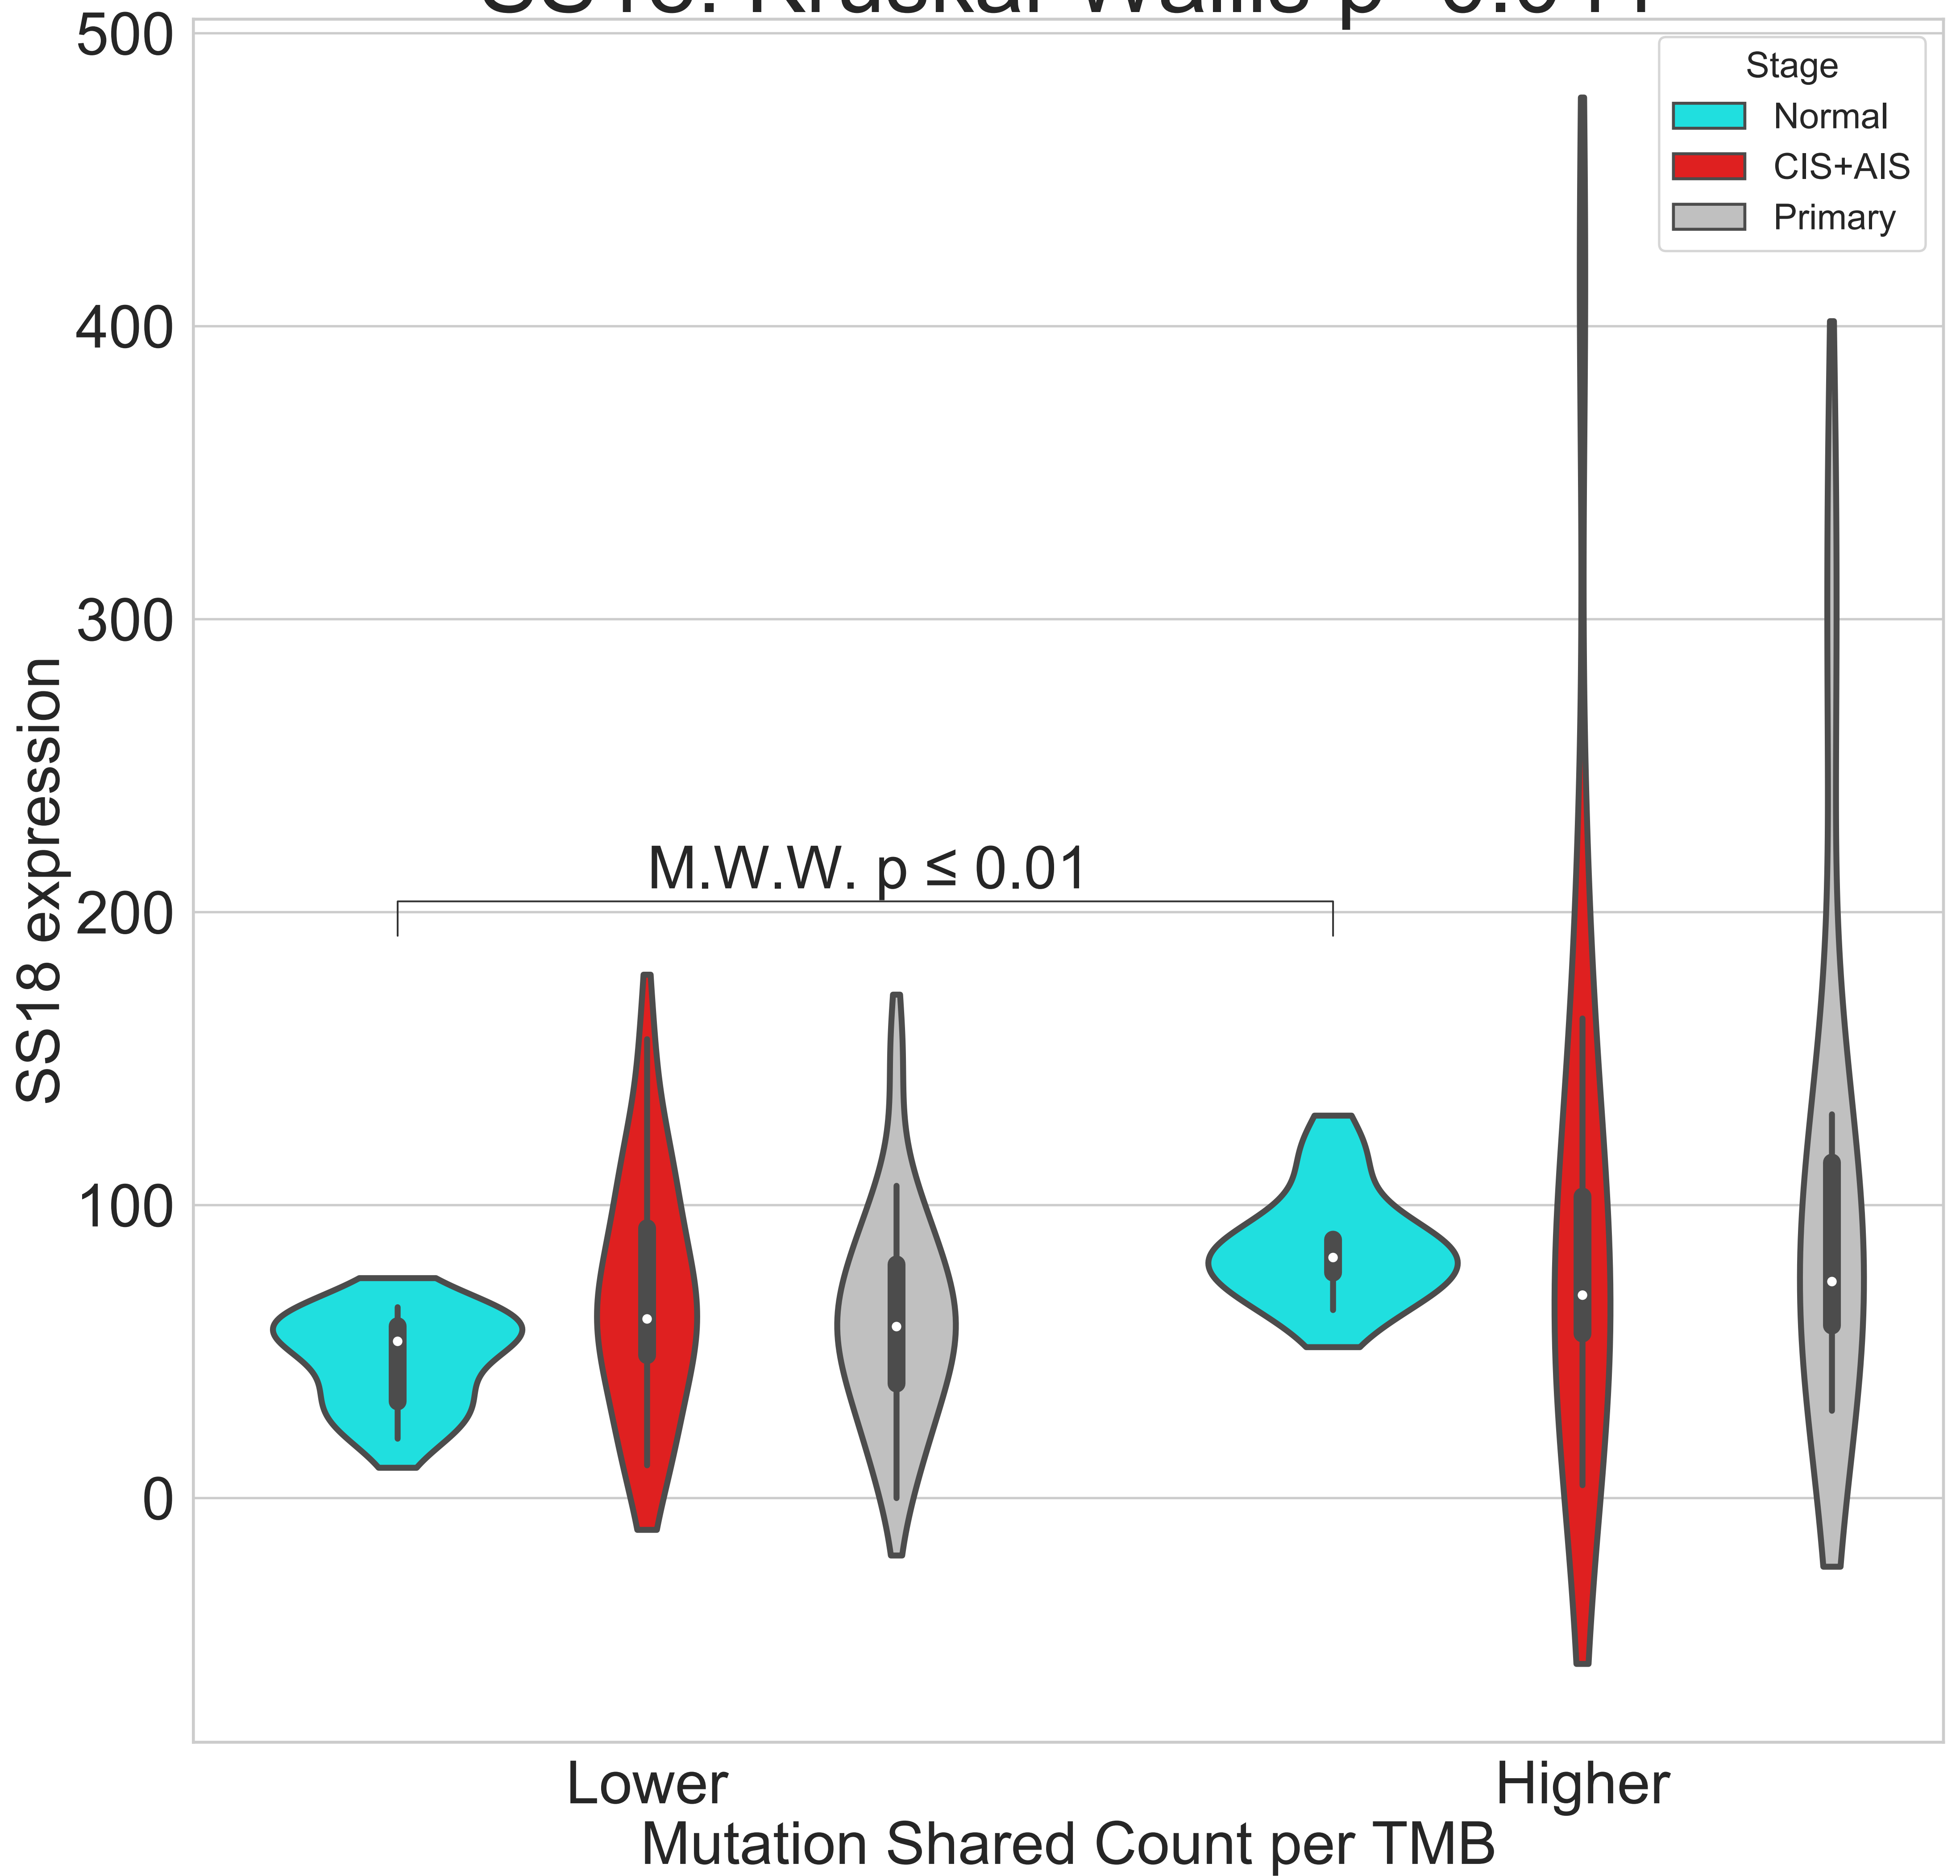 500
Stage
Normal
CIS+AIS
Primary
400
300
200
100
0
SS18 expression
M.W.W. p ≤ 0.01
Lower
Higher
Mutation Shared Count per TMB